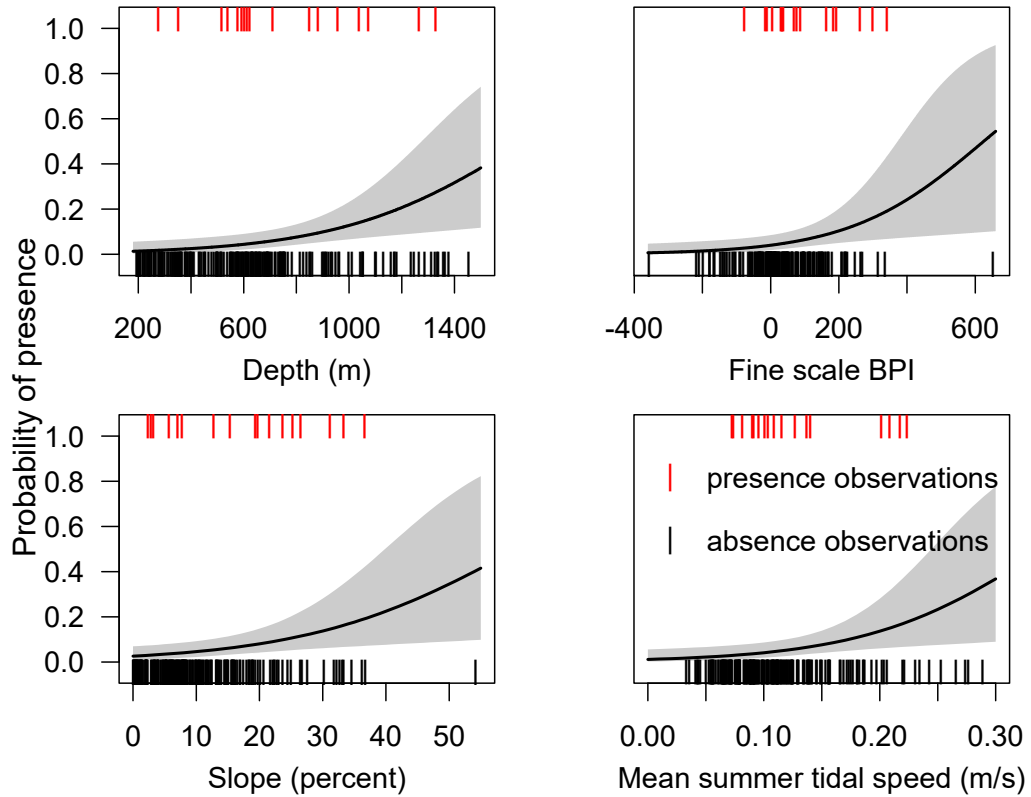 Probability of presence
1.0
0.8
0.6
0.4
0.2
0.0
200 600 1000 1400
Depth (m)
-400 0 200 600
Fine scale BPI
1.0
0.8
0.6
0.4
0.2
0.0
0 10 20 30 40 50
Slope (percent)
presence observations
absence observations
0.00 0.10 0.20 0.30
Mean summer tidal speed (m/s)